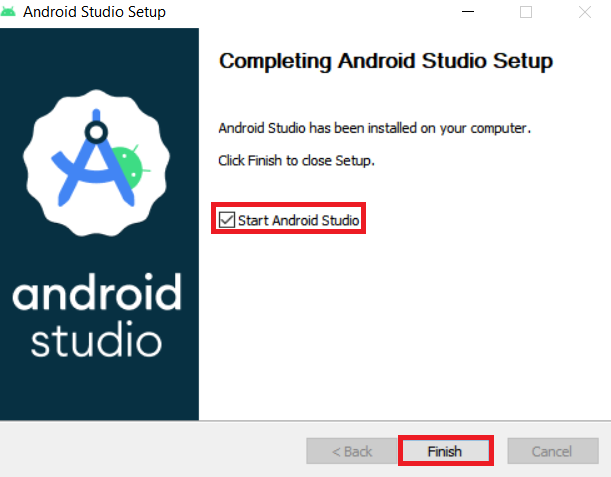 Android Studio Setup
Completing Android Studio Setup
Android Studio has been installed on your computer.
Click Finish to close Setup.
Start Android Studio
android
studio
< Back
Finish
Cancel